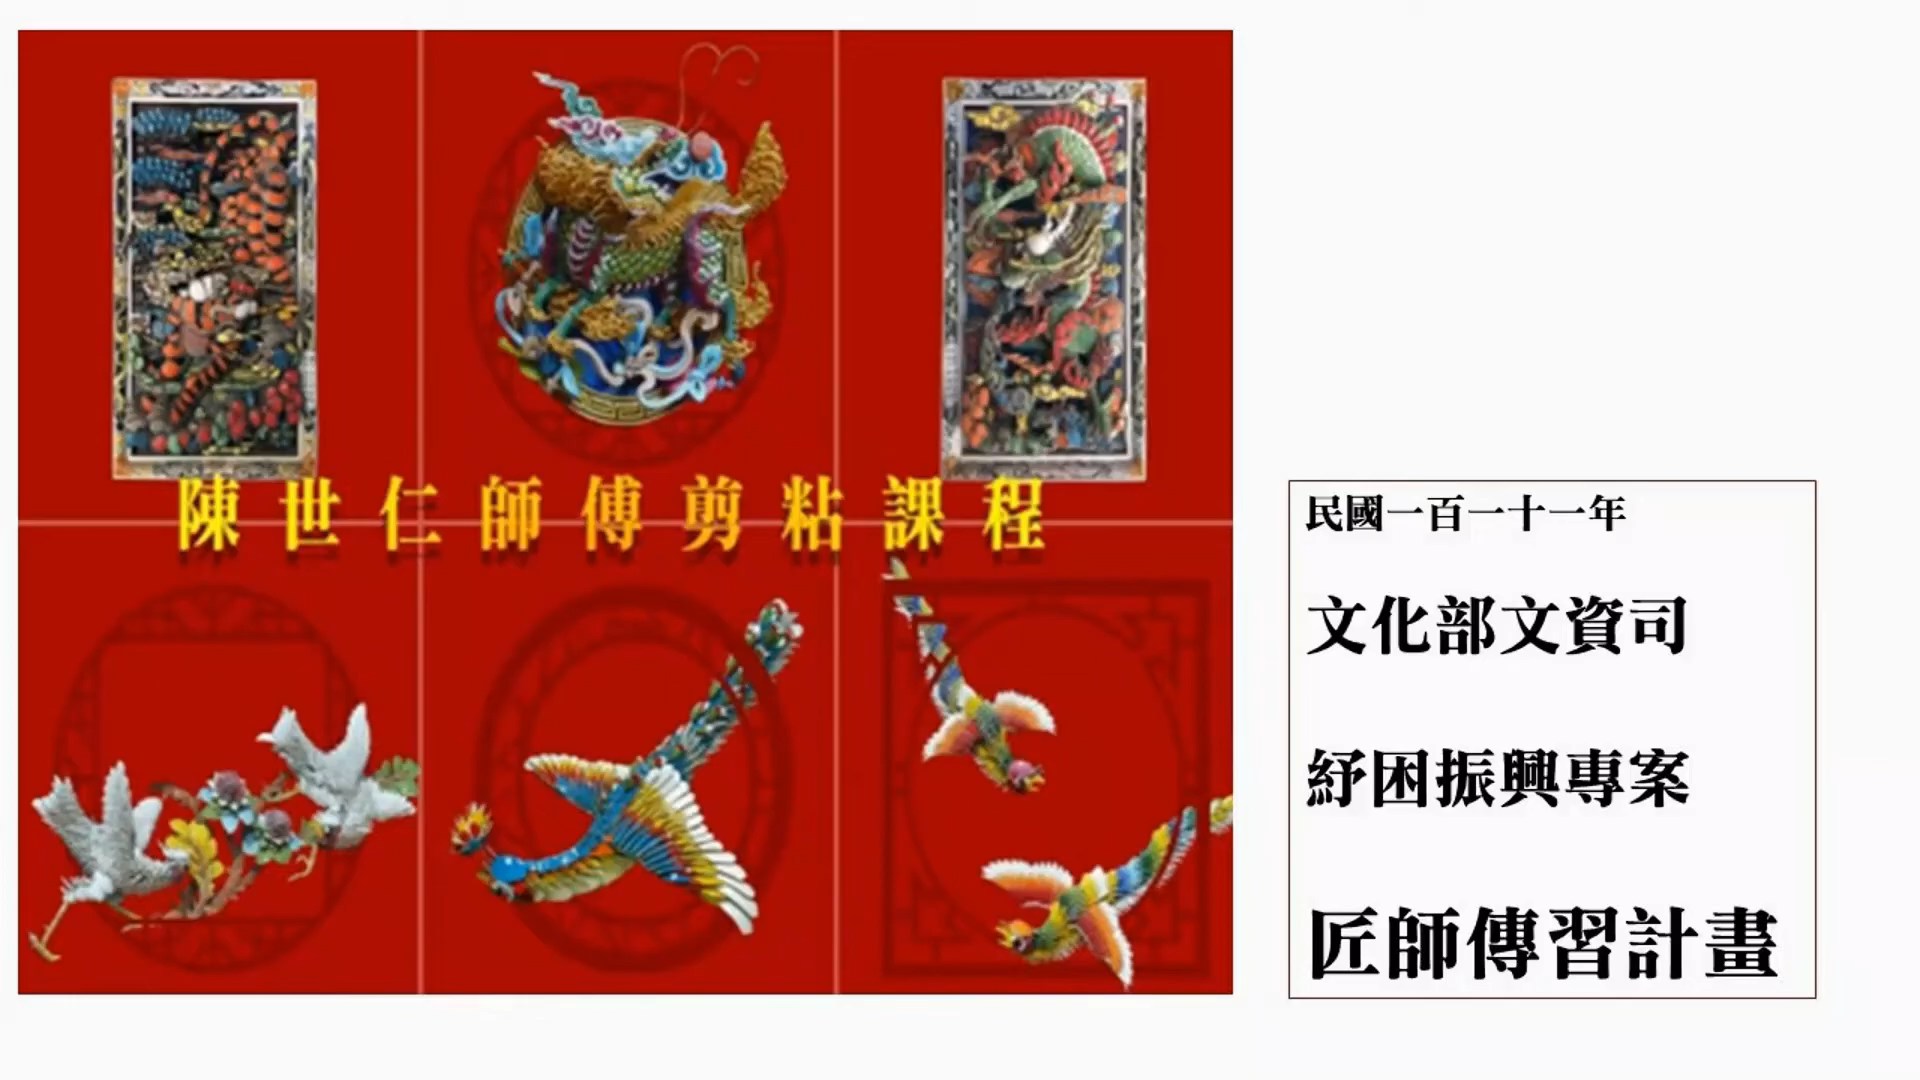 陳世仁師傅剪粘課程
民國一百一十一年
文化部文資司
紓困振興專案
匠師傳習計畫